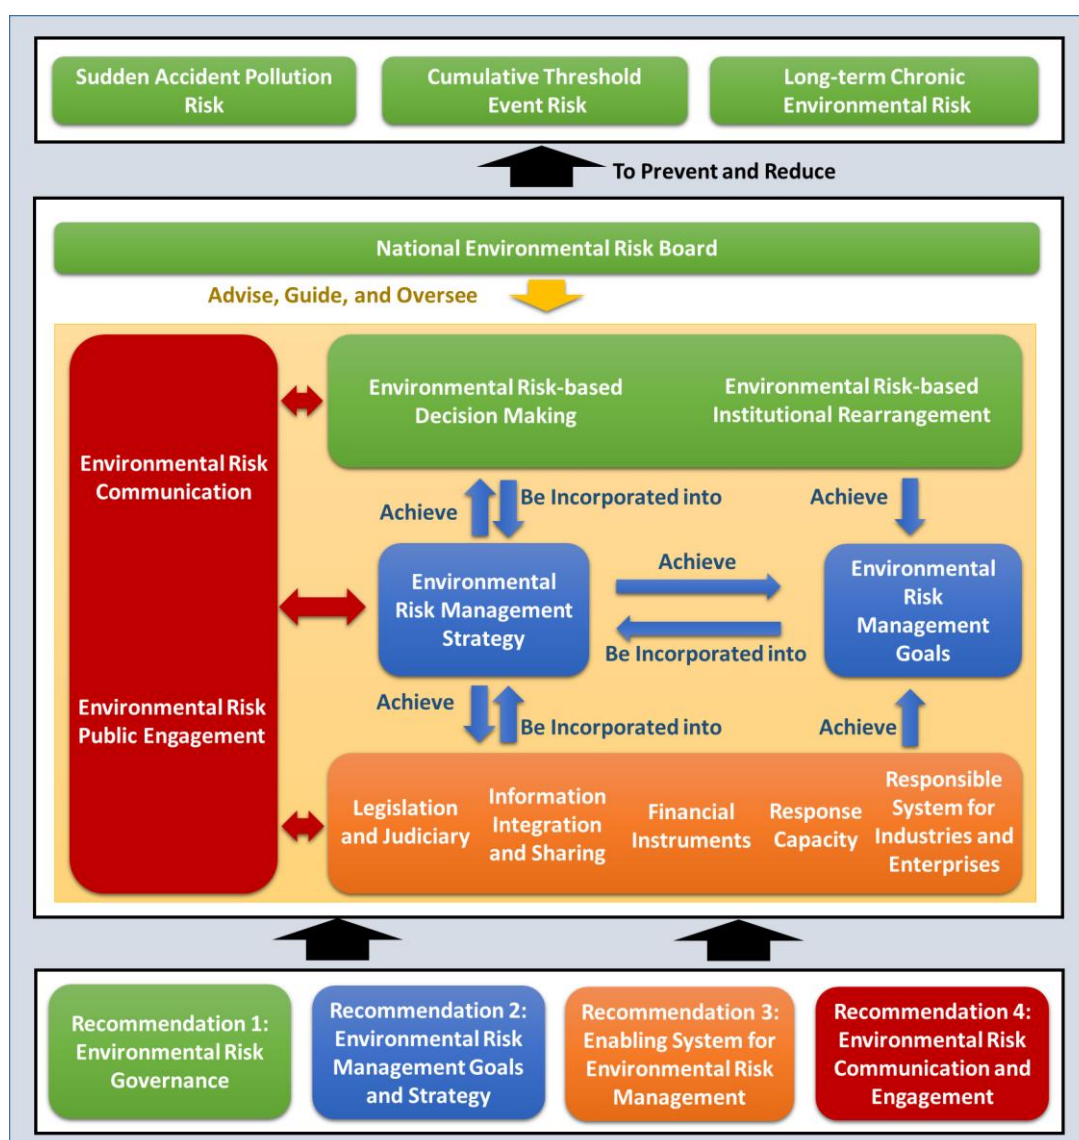 Sudden Accident Pollution
Risk
Cumulative Threshold
Event Risk
Long-term Chronic
Environmental Risk
To Prevent and Reduce
National Environmental Risk Board
Advise, Guide, and Oversee
Environmental Risk
Communication
Environmental Risk
Public Engagement
Environmental Risk-based
Decision Making
Environmental Risk-based
Institutional Rearrangement
Achieve
Be Incorporated into
Achieve
Environmental
Risk Management
Strategy
Achieve
Be Incorporated into
Environmental
Risk
Management
Goals
Achieve
Be Incorporated into
Achieve
Legislation
and Judiciary
Information
Integration
and Sharing
Financial
Instruments
Response
Capacity
Responsible
System for
Industries and
Enterprises
Recommendation 1:
Environmental Risk
Governance
Recommendation 2:
Environmental Risk
Management Goals
and Strategy
Recommendation 3:
Enabling System for
Environmental Risk
Management
Recommendation 4:
Environmental Risk
Communication and
Engagement